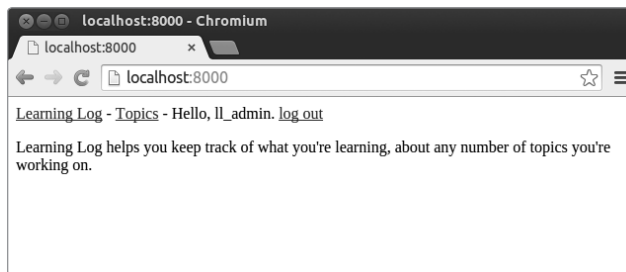 localhost:8000 - Chromium
localhost:8000
localhost:8000
Learning Log - Topics - Hello, ll_admin. log out
Learning Log helps you keep track of what you're learning, about any number of topics you're
working on.